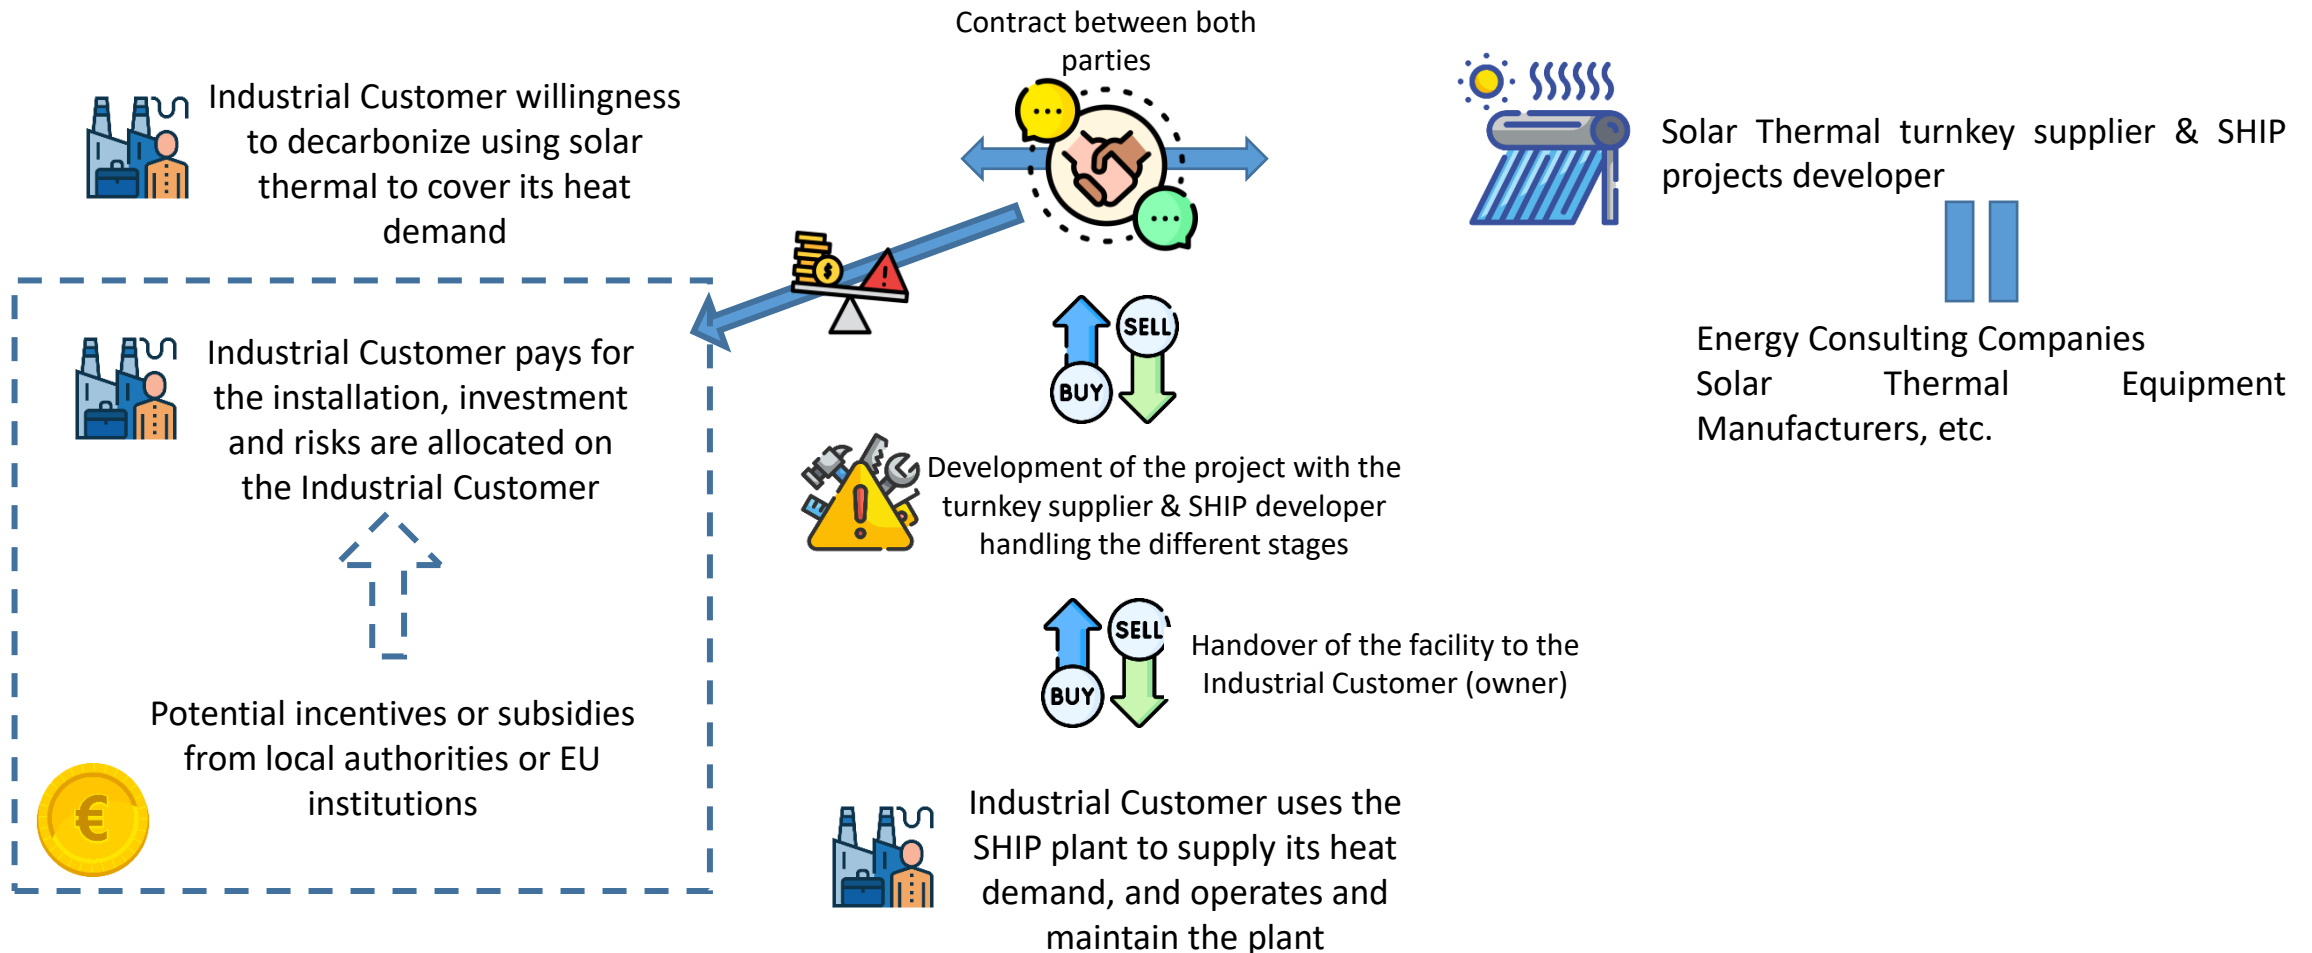 Contract between both
parties
Industrial Customer willingness
to decarbonize using solar
thermal to cover its heat
demand
Solar Thermal turnkey supplier & SHIP
projects developer
Industrial Customer pays for
the installation, investment
and risks are allocated on
the Industrial Customer
$
!
SELL
BUY
Energy Consulting Companies
Solar Thermal Equipment
Manufacturers, etc.
Development of the project with the
turnkey supplier & SHIP developer
handling the different stages
SELL
BUY
Handover of the facility to the
Industrial Customer (owner)
Potential incentives or subsidies
from local authorities or EU
institutions
€
Industrial Customer uses the
SHIP plant to supply its heat
demand, and operates and
maintain the plant